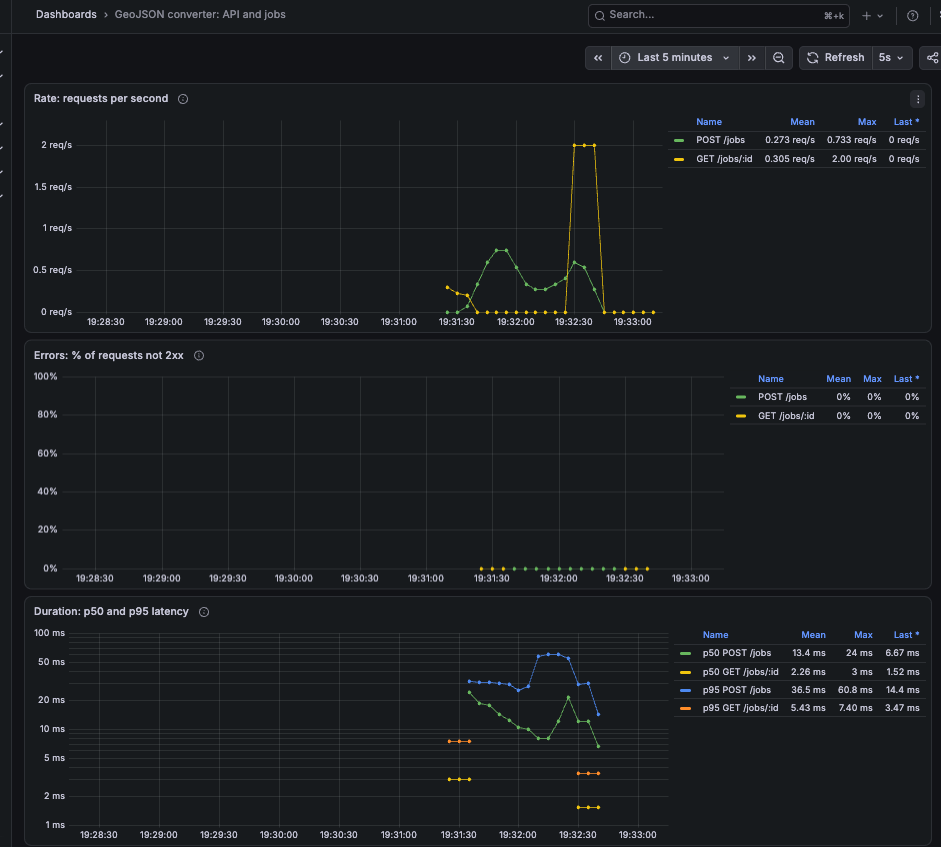 Dashboards › GeoJSON converter: API and jobs
Search... ⌘+k
Last 5 minutes Refresh 5s
Rate: requests per second
Name Mean Max Last *
POST /jobs 0.273 req/s 0.733 req/s 0 req/s
GET /jobs/:id 0.305 req/s 2.00 req/s 0 req/s
2 req/s
1.5 req/s
1 req/s
0.5 req/s
0 req/s
19:28:30 19:29:00 19:29:30 19:30:00 19:30:30 19:31:00 19:31:30 19:32:00 19:32:30 19:33:00
Errors: % of requests not 2xx
Name Mean Max Last *
POST /jobs 0% 0% 0%
GET /jobs/:id 0% 0% 0%
100%
80%
60%
40%
20%
0%
19:28:30 19:29:00 19:29:30 19:30:00 19:30:30 19:31:00 19:31:30 19:32:00 19:32:30 19:33:00
Duration: p50 and p95 latency
Name Mean Max Last *
p50 POST /jobs 13.4 ms 24 ms 6.67 ms
p50 GET /jobs/:id 2.26 ms 3 ms 1.52 ms
p95 POST /jobs 36.5 ms 60.8 ms 14.4 ms
p95 GET /jobs/:id 5.43 ms 7.40 ms 3.47 ms
100 ms
50 ms
20 ms
10 ms
5 ms
2 ms
1 ms
19:28:30 19:29:00 19:29:30 19:30:00 19:30:30 19:31:00 19:31:30 19:32:00 19:32:30 19:33:00